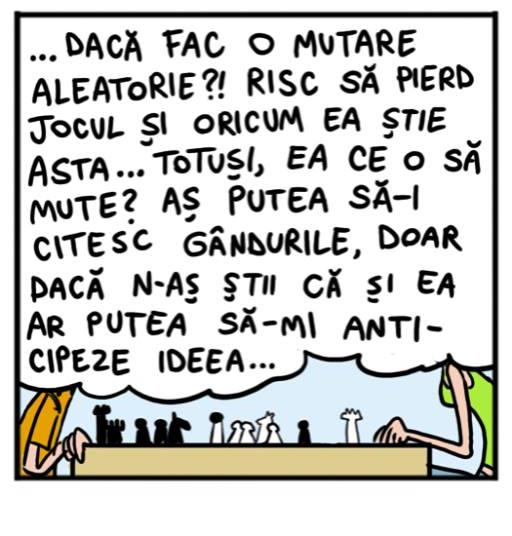 ...DACĂ FAC O MUTARE
ALEATORIE?! RISC SĂ PIERD
JOCUL ȘI ORICUM EA ȘTIE
ASTA... TOTUȘI, EA CE O SĂ
MUTE? AȘ PUTEA SĂ-I
CITESC GÂNDURILE, DOAR
DACĂ N-AȘ ȘTII CĂ ȘI EA
AR PUTEA SĂ-MI ANTI-
CIPEZE IDEEA...